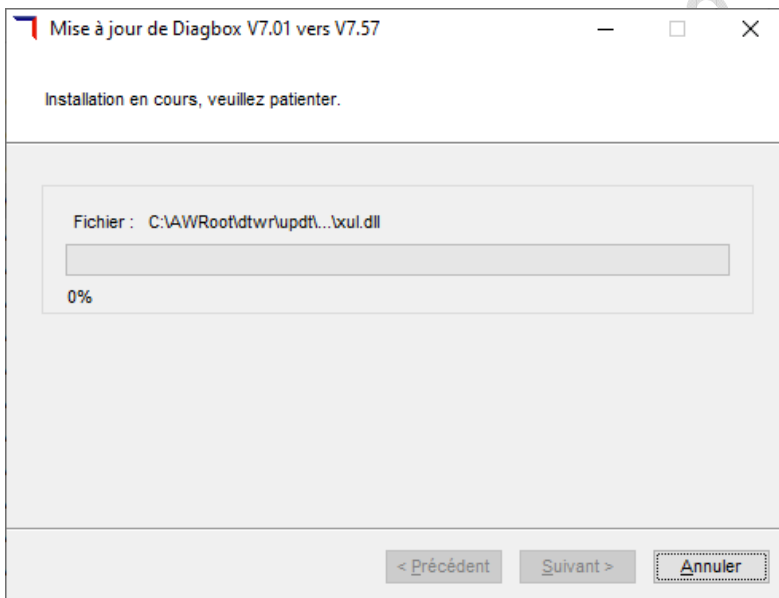 Mise à jour de Diagbox V7.01 vers V7.57
Installation en cours, veuillez patienter.
Fichier : C:\AWRoot\dtwr\updt\...\xul.dll
0%
< Précédent
Suivant >
Annuler